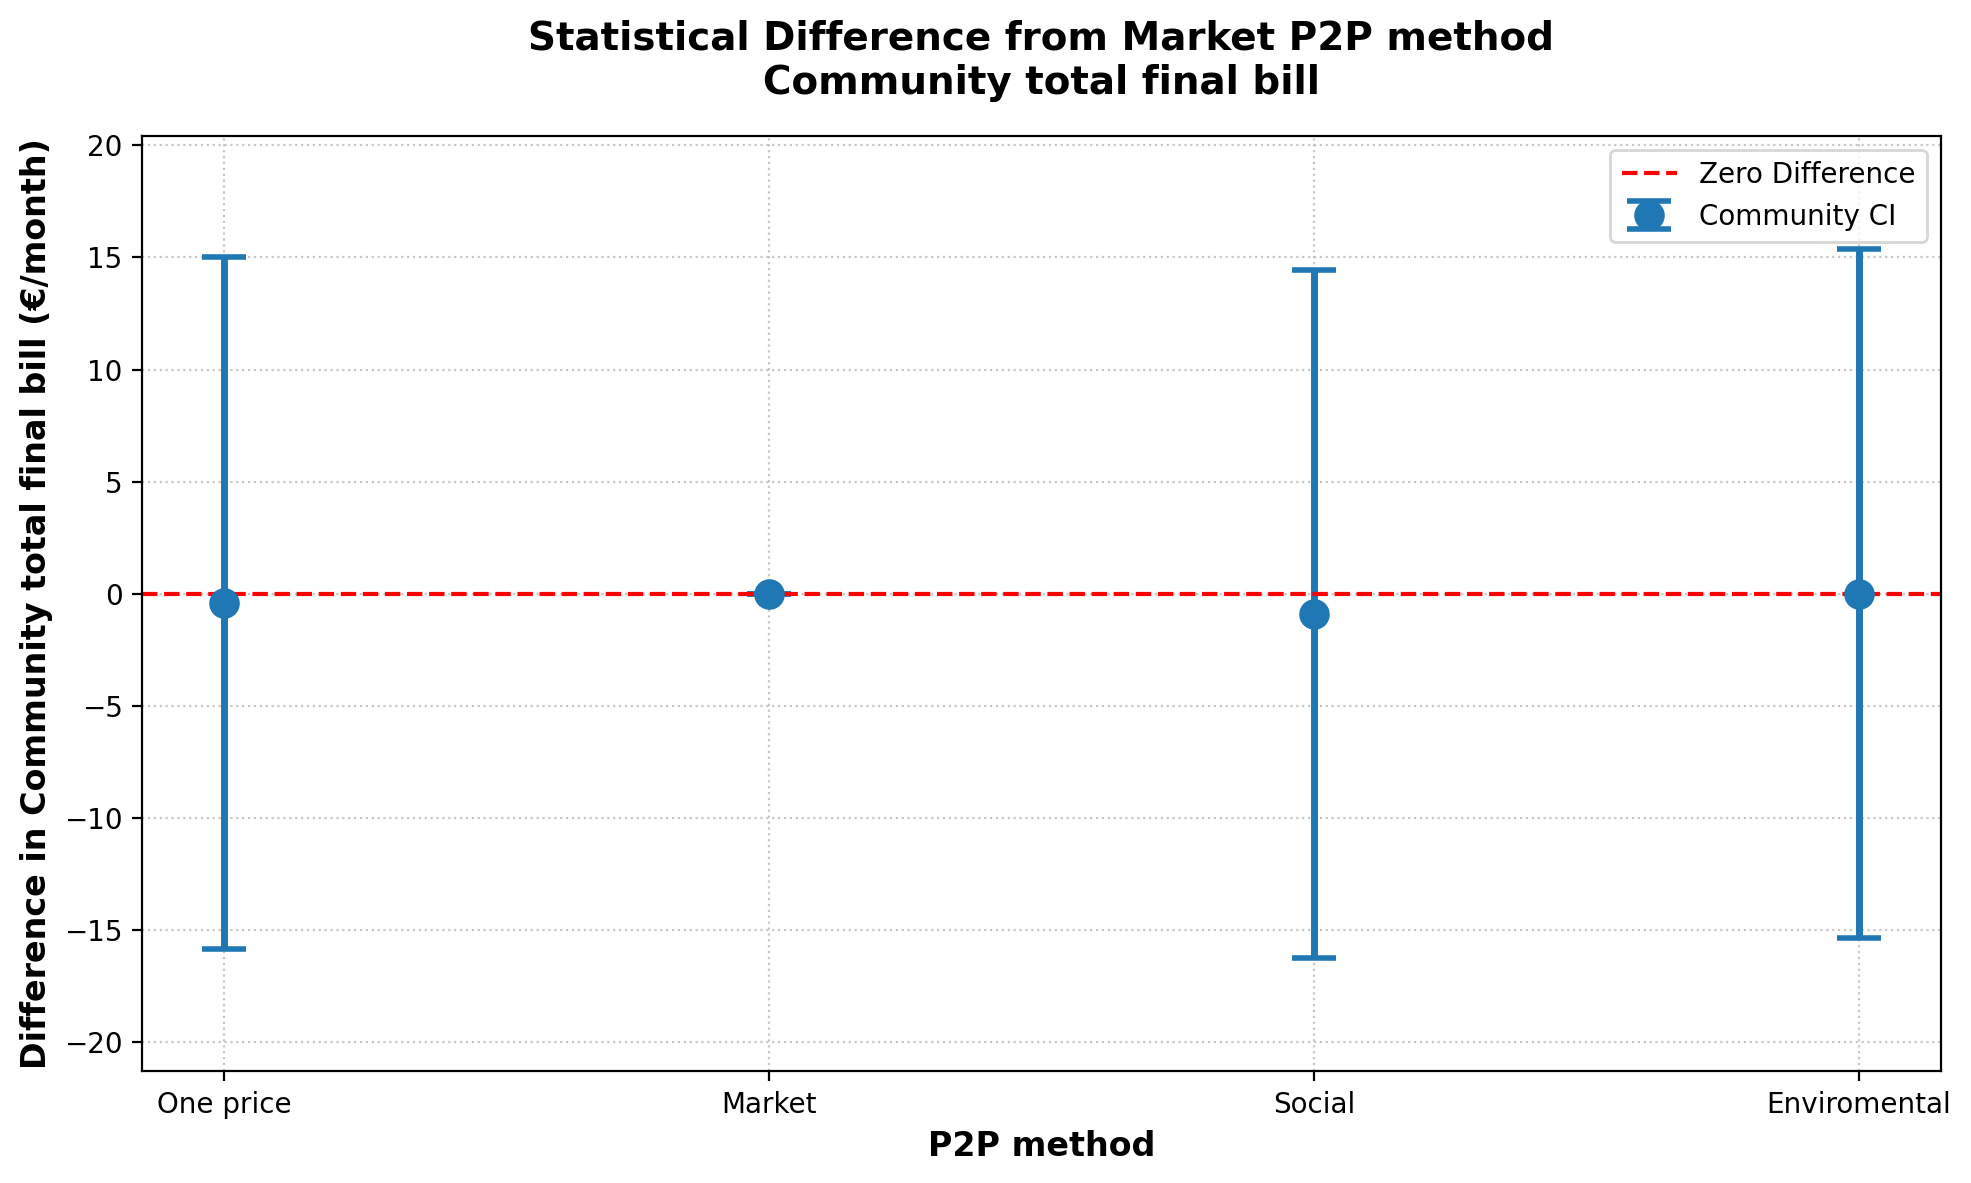 Statistical Difference from Market P2P method
Community total final bill
Difference in Community total final bill (€/month)
20
15
10
5
0
−5
−10
−15
−20
Zero Difference
Community CI
One price
Market
Social
Enviromental
P2P method